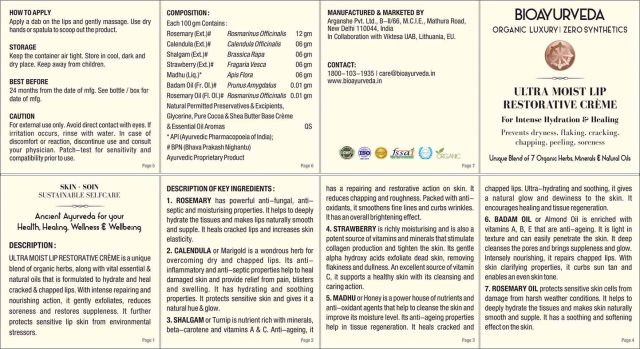 HOW TO APPLY
Apply a dab on the lips and gently massage. Use dry
hands or spatula to scoop out the product.
STORAGE
Keep the container air tight. Store in cool, dark and
dry place. Keep away from children.
BEST BEFORE
24 months from the date of mfg. See bottle / box for
date of mfg.
CAUTION
For external use only. Avoid direct contact with eyes. If
irritation occurs, rinse with water. In case of
discomfort or reaction, discontinue use and consult
your physician. Patch-test for sensitivity and
compatibility prior to use.
Page 5
COMPOSITION :
Each 100 gm Contains :
Rosemary (Ext.)# Rosmarinus Officinalis 12 gm
Calendula (Ext.)# Calendula Officinalis 06 gm
Shalgam (Ext.)# Brassica Rapa 06 gm
Strawberry (Ext.)# Fragaria Vesca 06 gm
Madhu (Liq.)* Apis Flora 06 gm
Badam Oil (Fr. Ol.)# Prunus Amygdalus 0.01 gm
Rosemary Oil (Fl. Ol.)# Rosmarinus Officinalis 0.01 gm
Natural Permitted Preservatives & Excipients,
Glycerine, Pure Cocoa & Shea Butter Base Crème
& Essential Oil Aromas QS
* API (Ayurvedic Pharmacopoeia of India);
# BPN (Bhava Prakash Nighantu)
Ayurvedic Proprietary Product
Page 6
MANUFACTURED & MARKETED BY
Arganshe Pvt. Ltd., B-II/66, M.C.I.E., Mathura Road,
New Delhi 110044, India
In Collaboration with Viktesa UAB, Lithuania, EU.
CONTACT:
1800-103-1935 | care@bioayurveda.in
www.bioayurveda.in
GMP
ISO
fssai
ORGANIC
Page 7
BIOAYURVEDA
ORGANIC LUXURY | ZERO SYNTHETICS
ULTRA MOIST LIP
RESTORATIVE CRÈME
For Intense Hydration & Healing
Prevents dryness, flaking, cracking,
chapping, peeling, soreness
Unique Blend of 7 Organic Herbs, Minerals & Natural Oils
SKIN + SOIN
SUSTAINABLE SELFCARE
Ancient Ayurveda for your
Health, Healing, Wellness & Wellbeing
DESCRIPTION :
ULTRA MOIST LIP RESTORATIVE CRÈME is a unique
blend of organic herbs, along with vital essential &
natural oils that is formulated to hydrate and heal
cracked & chapped lips. With intense repairing and
nourishing action, it gently exfoliates, reduces
soreness and restores suppleness. It further
protects sensitive lip skin from environmental
stressors.
Page 1
DESCRIPTION OF KEY INGREDIENTS :
1. ROSEMARY has powerful anti-fungal, anti-
septic and moisturising properties. It helps to deeply
hydrate the tissues and makes lips naturally smooth
and supple. It heals cracked lips and increases skin
elasticity.
2. CALENDULA or Marigold is a wondrous herb for
overcoming dry and chapped lips. Its anti-
inflammatory and anti-septic properties help to heal
damaged skin and provide relief from pain, blisters
and swelling. It has hydrating and soothing
properties. It protects sensitive skin and gives it a
natural hue & glow.
3. SHALGAM or Turnip is nutrient rich with minerals,
beta-carotene and vitamins A & C. Anti-ageing, it
Page 2
has a repairing and restorative action on skin. It
reduces chapping and roughness. Packed with anti-
oxidants, it smoothens fine lines and curbs wrinkles.
It has an overall brightening effect.
4. STRAWBERRY is richly moisturising and is also a
potent source of vitamins and minerals that stimulate
collagen production and tighten the skin. Its gentle
alpha hydroxy acids exfoliate dead skin, removing
flakiness and dullness. An excellent source of vitamin
C, it supports a healthy skin with its cleansing and
caring action.
5. MADHU or Honey is a power house of nutrients and
anti-oxidant agents that help to cleanse the skin and
improve its moisture level. Its anti-ageing properties
help in tissue regeneration. It heals cracked and
Page 3
chapped lips. Ultra-hydrating and soothing, it gives
a natural glow and dewiness to the skin. It
encourages healing and tissue regeneration.
6. BADAM OIL or Almond Oil is enriched with
vitamins A, B, E that are anti-ageing. It is light in
texture and can easily penetrate the skin. It deep
cleanses the pores and brings suppleness and glow.
Intensely nourishing, it repairs chapped lips. With
skin clarifying properties, it curbs sun tan and
enables an even skin tone.
7. ROSEMARY OIL protects sensitive skin cells from
damage from harsh weather conditions. It helps to
deeply hydrate the tissues and makes skin naturally
smooth and supple. It has a soothing and softening
effect on the skin.
Page 4